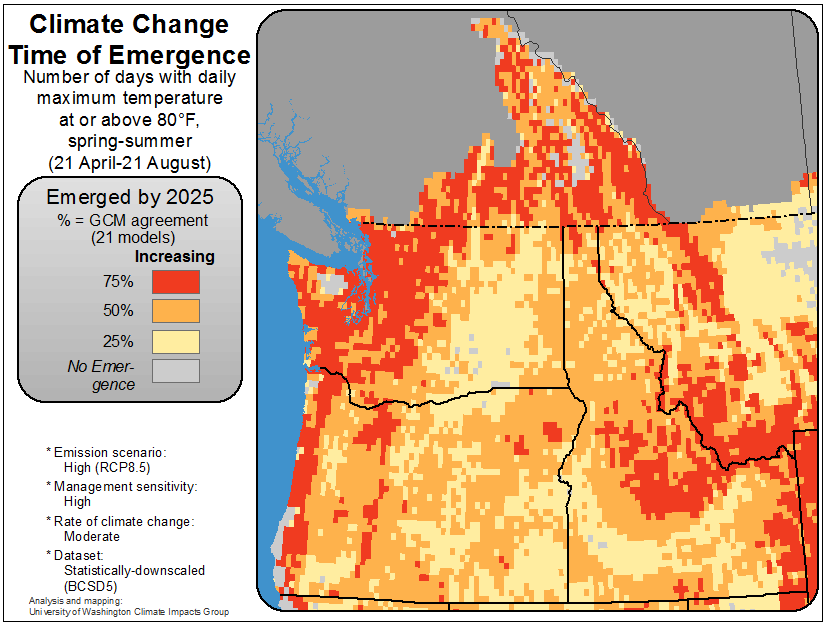 Climate Change
Time of Emergence
Number of days with daily
maximum temperature
at or above 80°F,
spring-summer
(21 April-21 August)
Emerged by 2025
% = GCM agreement
(21 models)
Increasing
75%
50%
25%
No Emer-
gence
* Emission scenario:
High (RCP8.5)
* Management sensitivity:
High
* Rate of climate change:
Moderate
* Dataset:
Statistically-downscaled
(BCSD5)
Analysis and mapping:
University of Washington Climate Impacts Group